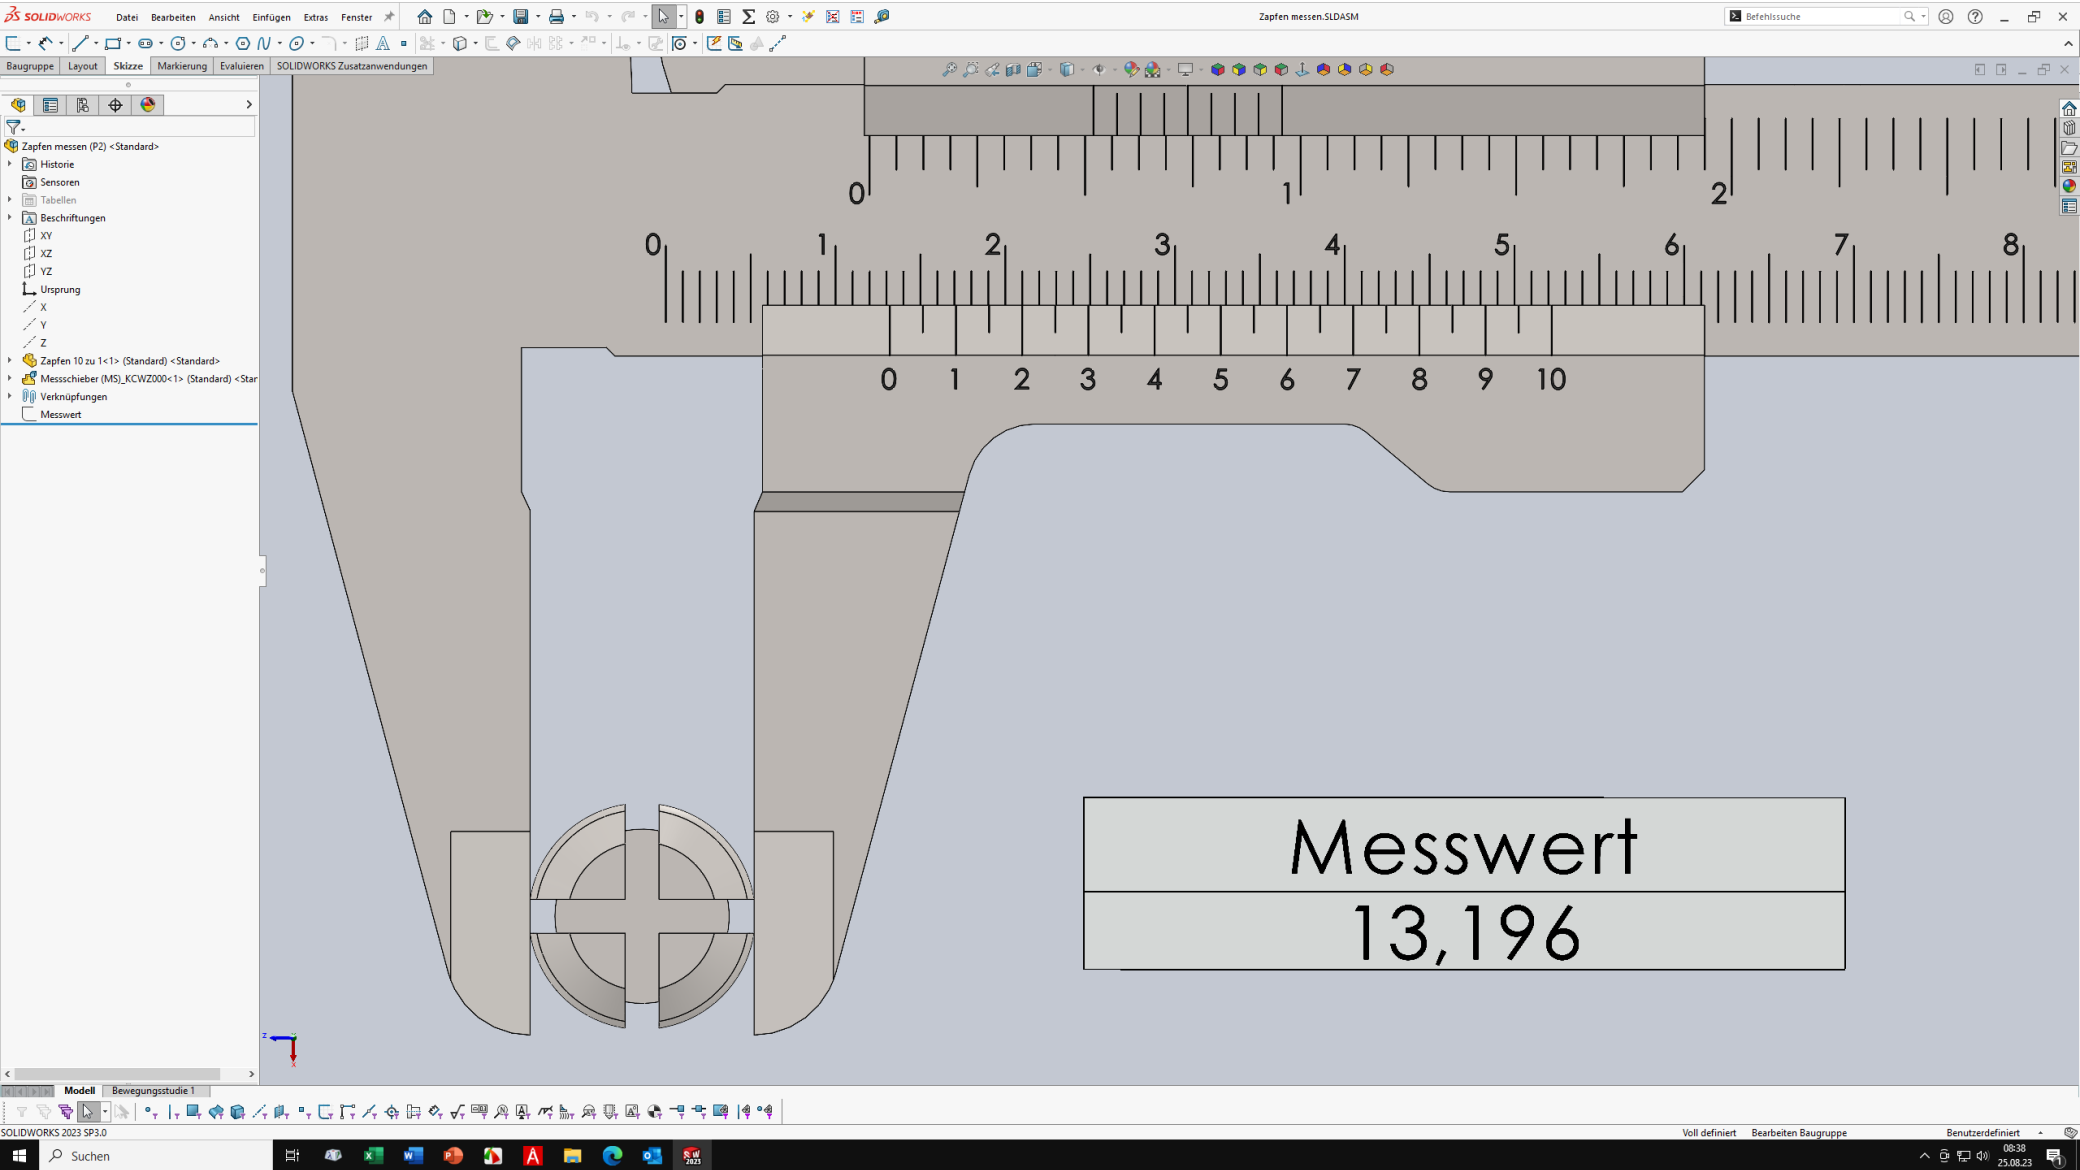 SOLIDWORKS Datei Bearbeiten Ansicht Einfügen Extras Fenster Zapfen messen.SLDASM Befehlssuche
Baugruppe Layout Skizze Markierung Evaluieren SOLIDWORKS Zusatzanwendungen
Zapfen messen (P2) <Standard>
Historie
Sensoren
Tabellen
Beschriftungen
XY
XZ
YZ
Ursprung
X
Y
Z
Zapfen 10 zu 1<1> (Standard) <Standard>
Messschieber (MS)_KCWZ000<1> (Standard) <Star
Verknüpfungen
Messwert
0 1 2
0 1 2 3 4 5 6 7 8
0 1 2 3 4 5 6 7 8 9 10
Messwert
13,196
Z
X
Modell Bewegungsstudie 1
SOLIDWORKS 2023 SP3.0 Voll definiert Bearbeiten Baugruppe Benutzerdefiniert
Suchen
08:38
25.08.23